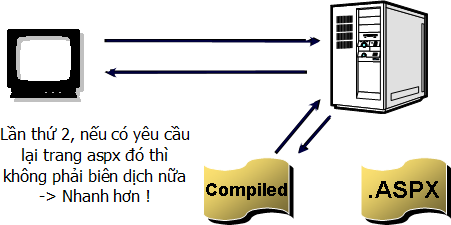 Lần thứ 2, nếu có yêu cầu
lại trang aspx đó thì
không phải biên dịch nữa
-> Nhanh hơn !
Compiled
.ASPX